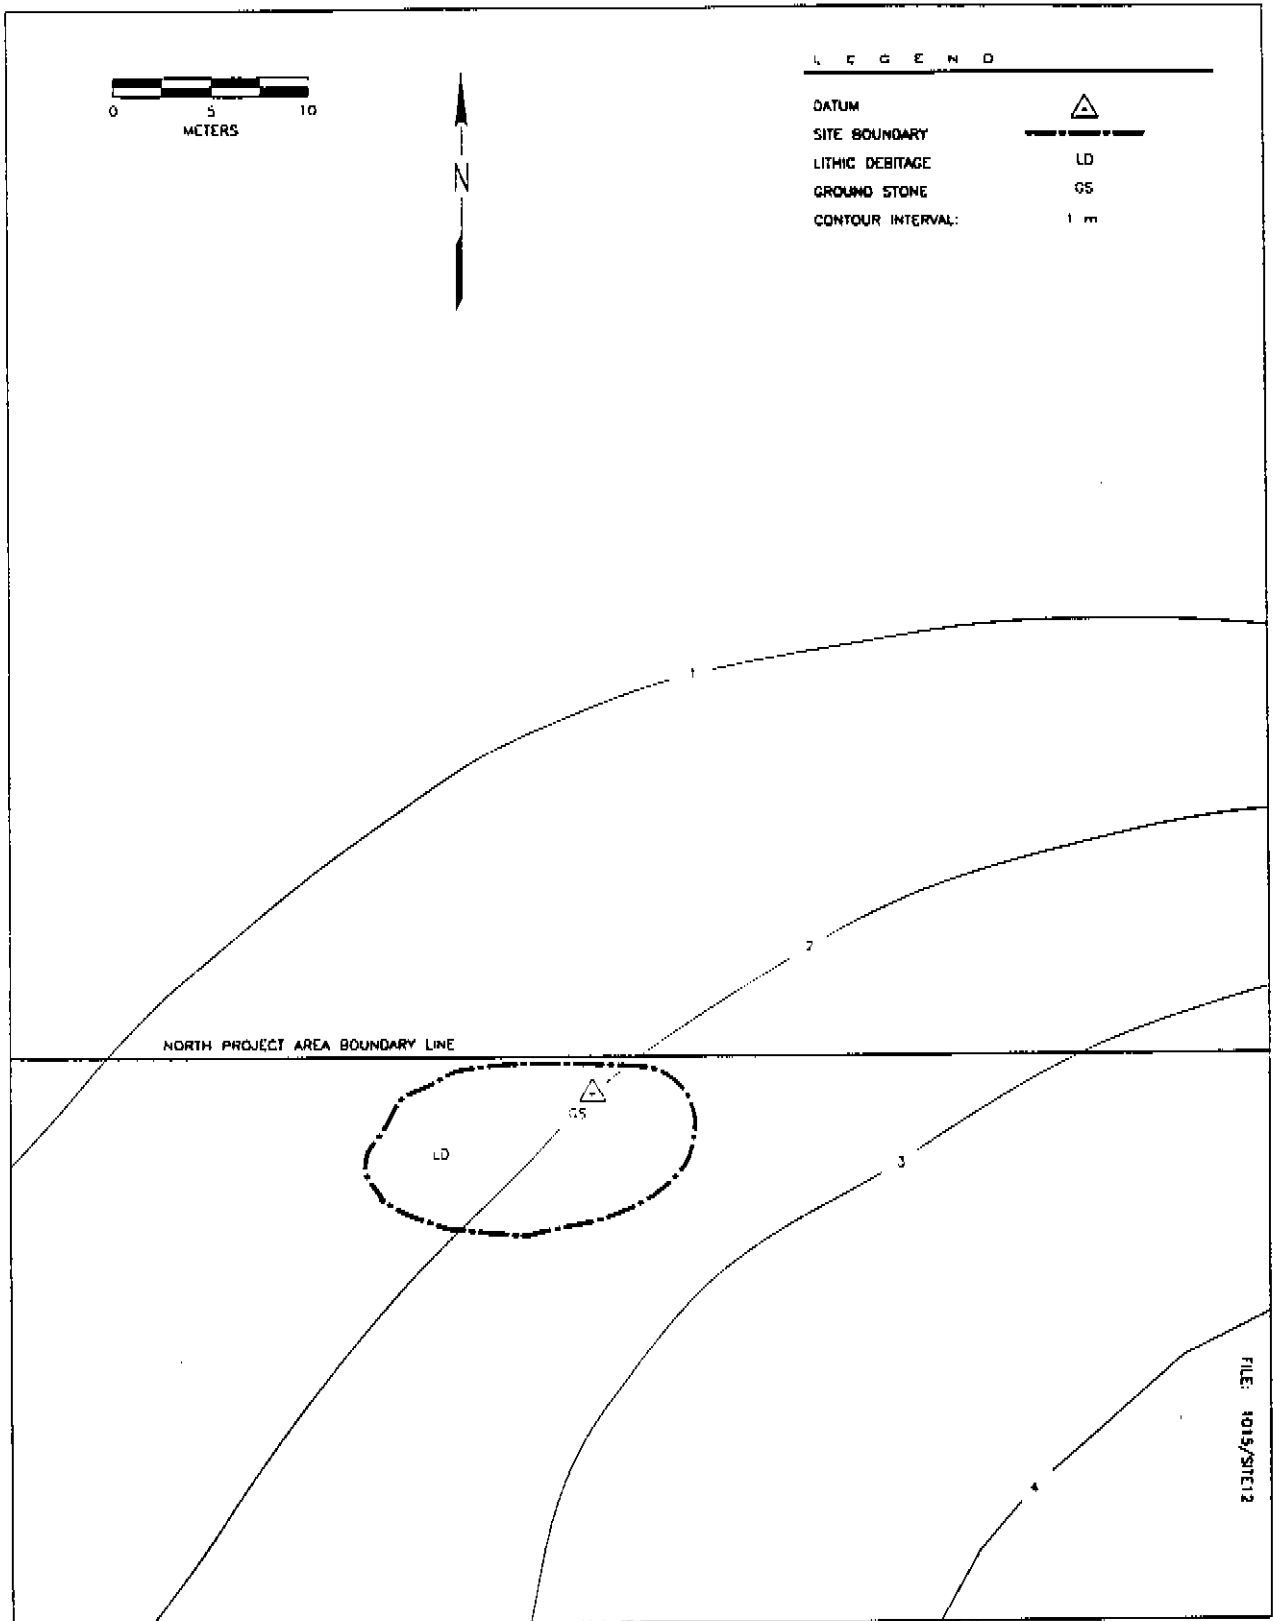 LEGEND
0 5 10
METERS
N
DATUM
SITE BOUNDARY
LITHIC DEBITAGE LD
GROUND STONE GS
CONTOUR INTERVAL: 1 m
1
2
NORTH PROJECT AREA BOUNDARY LINE
GS
LD
3
4
FILE: 1015/SITE12